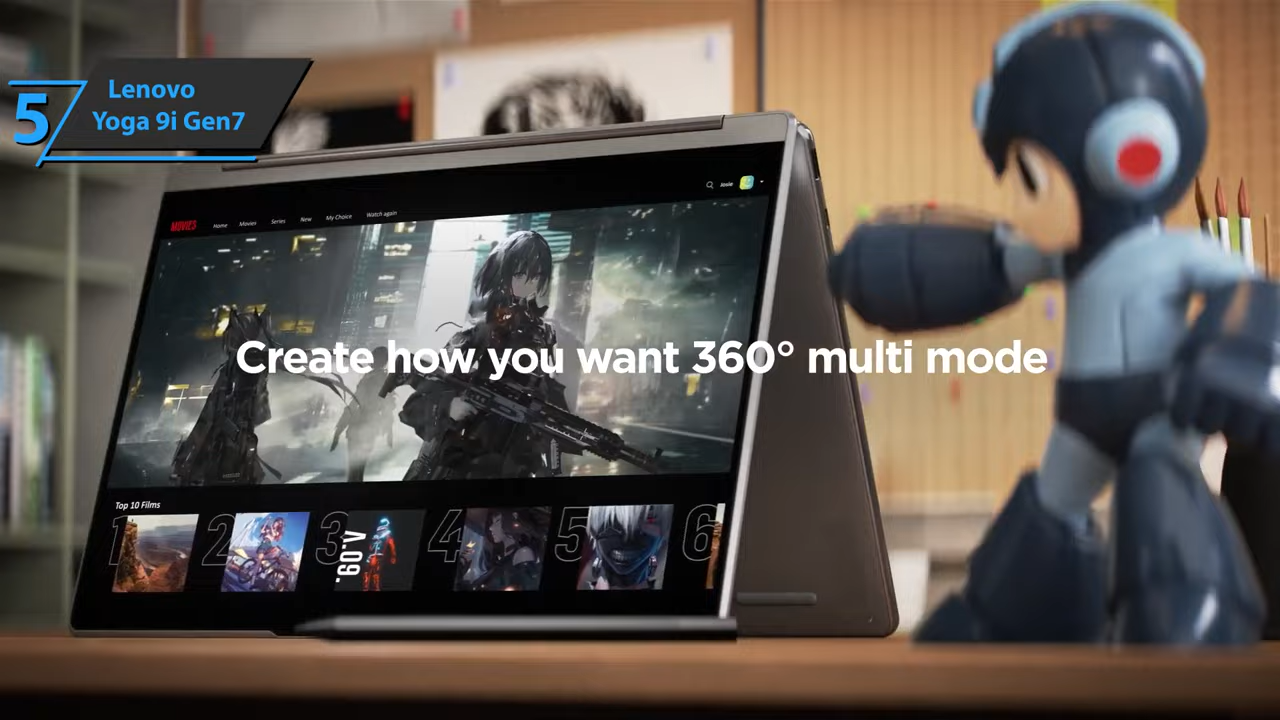 5
Lenovo
Yoga 9i Gen7
MOVIES
Home Movies Series New My Choice Watch again
Josie
Create how you want 360° multi mode
Top 10 Films
1 2 3 4 5 6